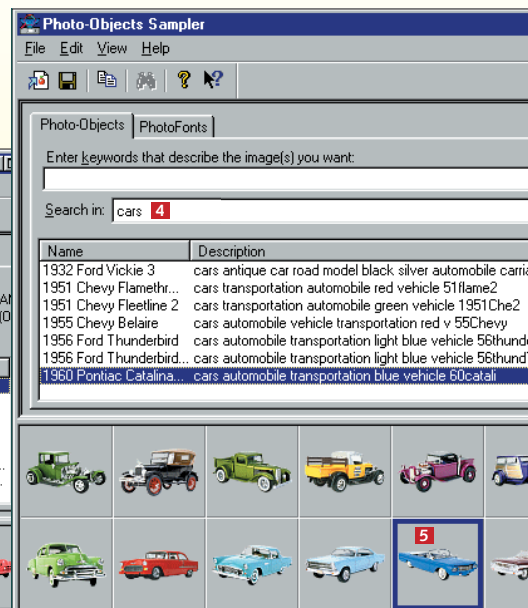 Photo-Objects Sampler
File Edit View Help
Photo-Objects PhotoFonts
Enter keywords that describe the image(s) you want:
Search in: cars 4
Name Description
1932 Ford Vickie 3 cars antique car road model black silver automobile carria
1951 Chevy Flamethr... cars transportation automobile red vehicle 51flame2
1951 Chevy Fleetline 2 cars transportation automobile green vehicle 1951Che2
1955 Chevy Belaire cars automobile vehicle transportation red v 55Chevy
1956 Ford Thunderbird cars automobile transportation light blue vehicle 56thunde
1956 Ford Thunderbird... cars automobile transportation light blue vehicle 56thund
1960 Pontiac Catalina... cars automobile transportation blue vehicle 60catali
5